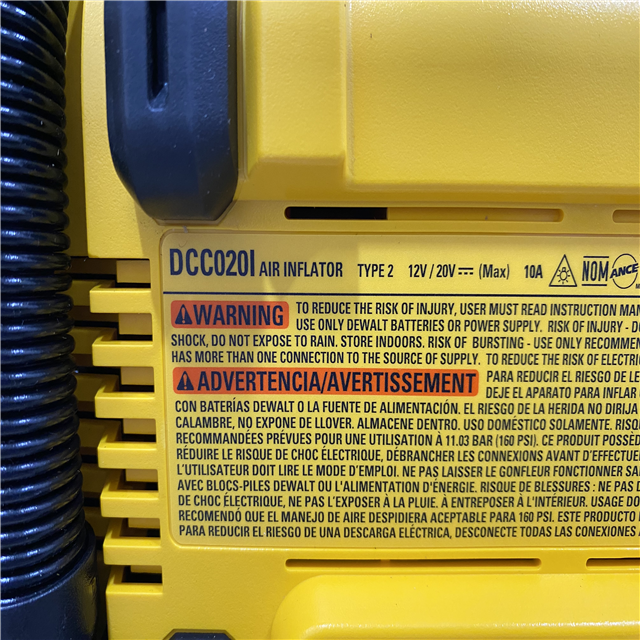 DCC020I AIR INFLATOR TYPE 2 12V / 20V (Max) 10A NOM ANCE
WARNING TO REDUCE THE RISK OF INJURY, USER MUST READ INSTRUCTION
USE ONLY DEWALT BATTERIES OR POWER SUPPLY. RISK OF INJURY -
SHOCK, DO NOT EXPOSE TO RAIN. STORE INDOORS. RISK OF BURSTING - USE ONLY
HAS MORE THAN ONE CONNECTION TO THE SOURCE OF SUPPLY. TO REDUCE THE RISK OF
ADVERTENCIA/AVERTISSEMENT PARA REDUCIR EL RIESGO DE
DEJE EL APARATO PARA INFLAR
CON BATERÍAS DEWALT O LA FUENTE DE ALIMENTACIÓN. EL RIESGO DE LA HERIDA NO DIRIJA
CALAMBRE, NO EXPONE DE LLOVER. ALMACENE DENTRO. USO DOMÉSTICO SOLAMENTE.
RECOMMANDÉES PRÉVUES POUR UNE UTILISATION À 11.03 BAR (160 PSI). CE PRODUIT
RÉDUIRE LE RISQUE DE CHOC ÉLECTRIQUE, DÉBRANCHER LES CONNEXIONS AVANT
L'UTILISATEUR DOIT LIRE LE MODE D'EMPLOI. NE PAS LAISSER LE GONFLEUR FONCTIONNER
AVEC BLOCS-PILES DEWALT OU L'ALIMENTATION D'ÉNERGIE. RISQUE DE BLESSURES : NE PAS
DE CHOC ÉLECTRIQUE, NE PAS L'EXPOSER À LA PLUIE. À ENTREPOSER À L'INTÉRIEUR. USAGE
RECOMENDÓ QUE EL MANEJO DE AIRE DESPIDIERA ACEPTABLE PARA 160 PSI. ESTE PRODUCTO
PARA REDUCIR EL RIESGO DE UNA DESCARGA ELÉCTRICA, DESCONECTE TODAS LAS CONEXIONES